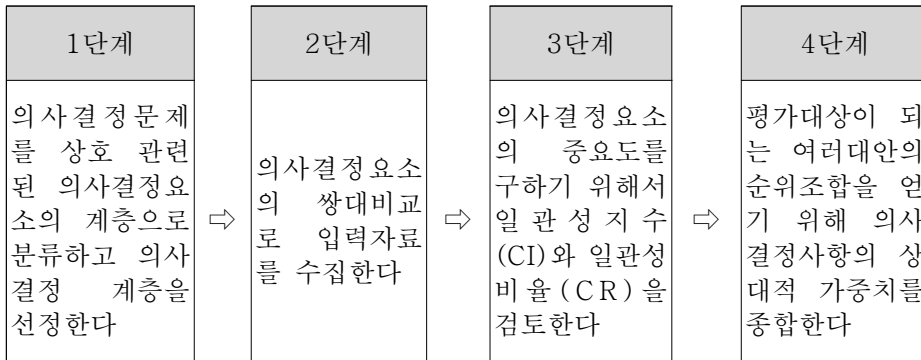 1단계
의사결정문제
를 상호 관련
된 의사결정요
소의 계층으로
분류하고 의사
결정 계층을
선정한다
⇨
2단계
의사결정요소
의 쌍대비교
로 입력자료
를 수집한다
⇨
3단계
의사결정요소
의 중요도를
구하기 위해서
일관성지수
(CI)와 일관성
비율(CR)을
검토한다
⇨
4단계
평가대상이 되
는 여러대안의
순위조합을 얻
기 위해 의사
결정사항의 상
대적 가중치를
종합한다